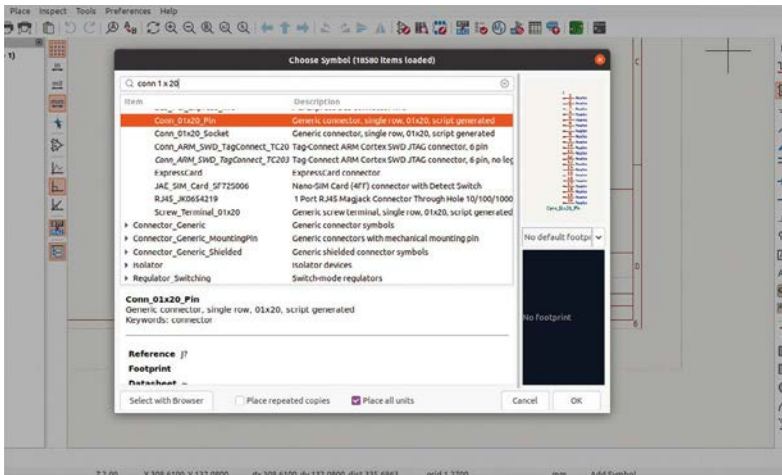 Place Inspect Tools Preferences Help
Choose Symbol (18580 items loaded)
conn 1 x 20
Item Description
Conn_01x20_Pin Generic connector, single row, 01x20, script generated
Conn_01x20_Socket Generic connector, single row, 01x20, script generated
Conn_ARM_SWD_TagConnect_TC20 Tag-Connect ARM Cortex SWD JTAG connector, 6 pin
Conn_ARM_SWD_TagConnect_TC203 Tag-Connect ARM Cortex SWD JTAG connector, 6 pin, no leg
ExpressCard ExpressCard connector
JAE_SIM_Card_SF72S006 Nano-SIM Card (4FF) connector with Detect Switch
RJ45_JK0654219 1 Port RJ45 Magjack Connector Through Hole 10/100/1000
Screw_Terminal_01x20 Generic screw terminal, single row, 01x20, script generated
Connector_Generic Generic connector symbols
Connector_Generic_MountingPin Generic connectors with mechanical mounting pin
Connector_Generic_Shielded Generic shielded connector symbols
Isolator Isolator devices
Regulator_Switching Switch-mode regulators
Conn_01x20_Pin
No default footpr
Conn_01x20_Pin
Generic connector, single row, 01x20, script generated
Keywords: connector
No footprint
Reference J?
Footprint
Datasheet ~
Select with Browser Place repeated copies Place all units Cancel OK
C
D
6
mm Add Symbol